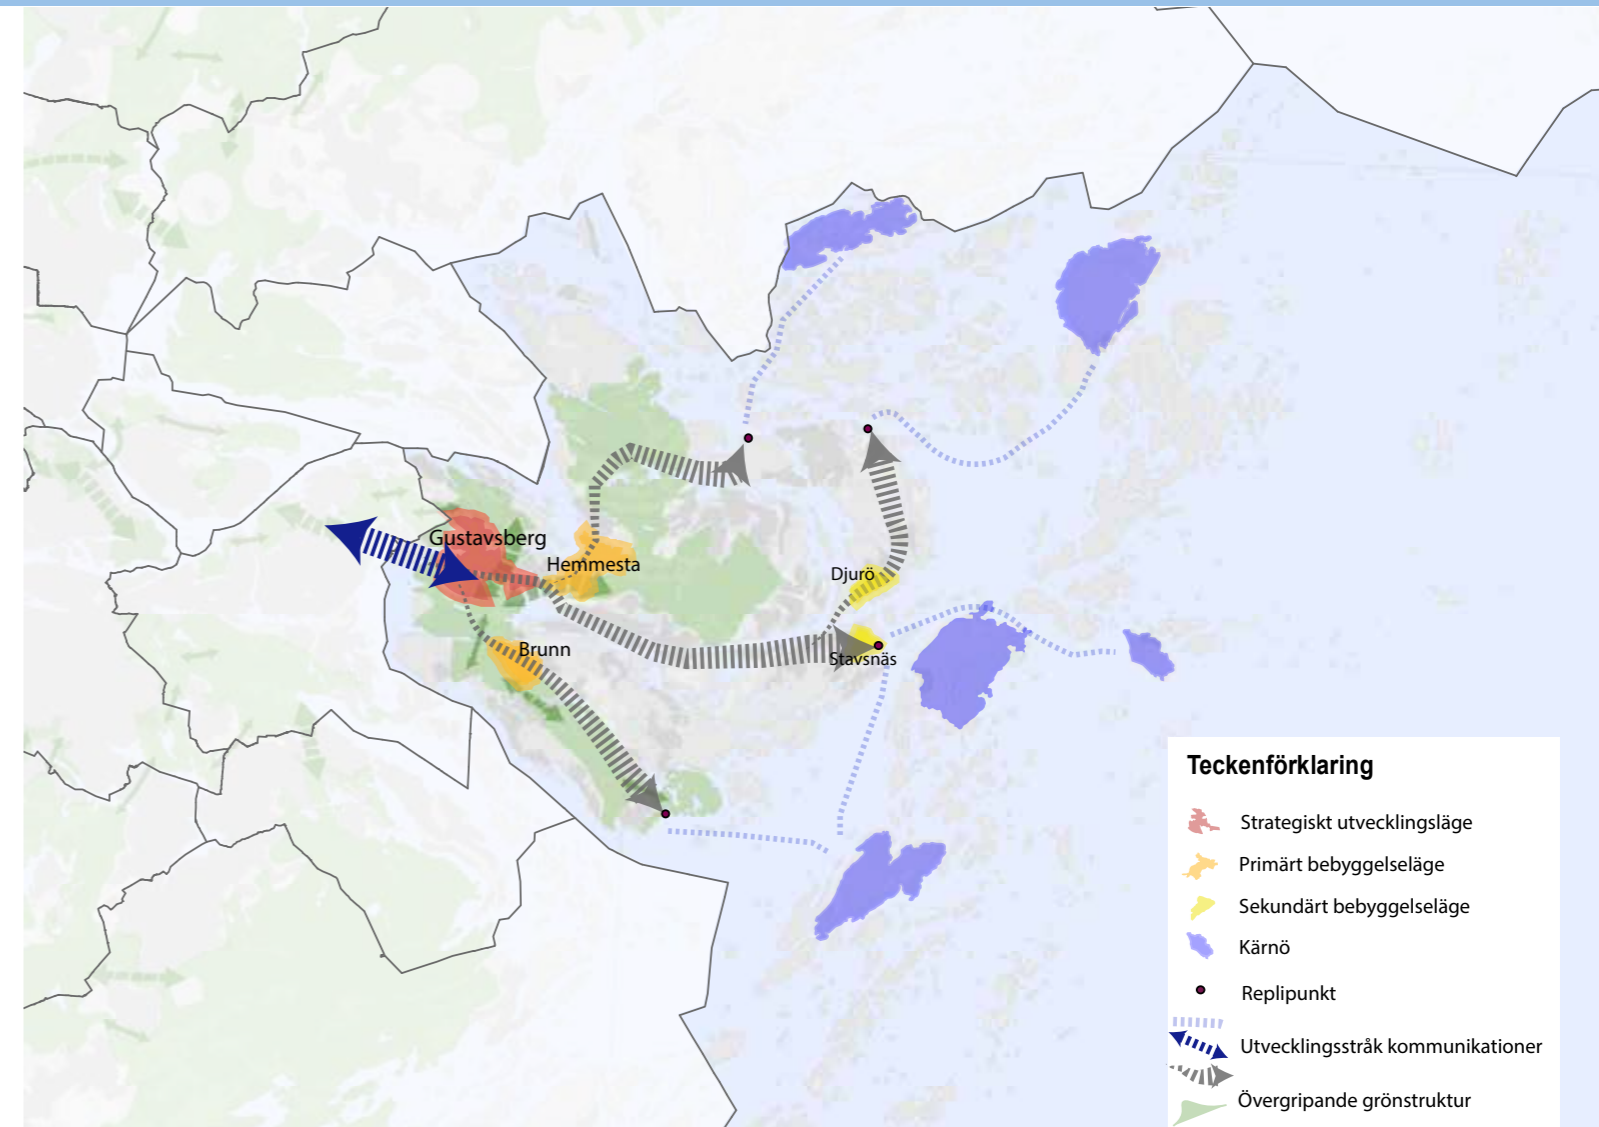 Gustavsberg
Hemmesta
Djurö
Brunn
Stavsnäs
Teckenförklaring
Strategiskt utvecklingsläge
Primärt bebyggelseläge
Sekundärt bebyggelseläge
Kärnö
Replipunkt
Utvecklingsstråk kommunikationer
Övergripande grönstruktur